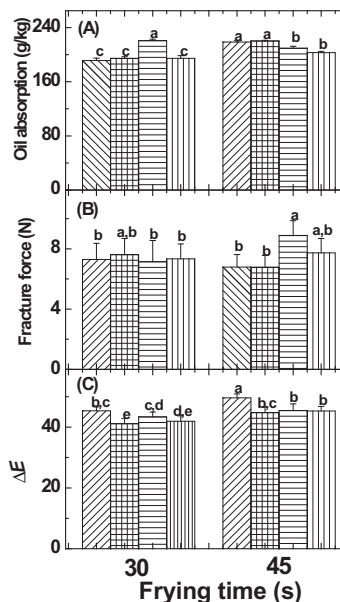 (A)
Oil absorption (g/kg)
240
160
80
0
c c a c a a b b
(B)
Fracture force (N)
8
4
0
b a,b b b b b a a,b
(C)
ΔE
40
20
0
b,c e c,d d,e a b,c b b
30 45
Frying time (s)